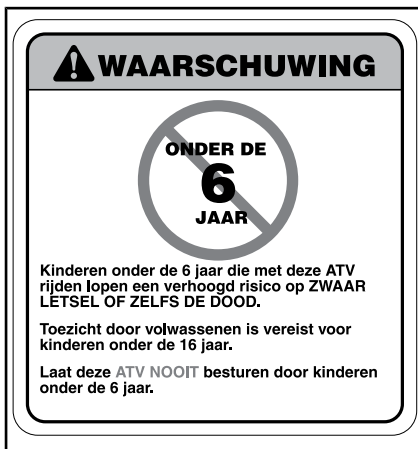 WAARSCHUWING
ONDER DE
6
JAAR
Kinderen onder de 6 jaar die met deze ATV
rijden lopen een verhoogd risico op ZWAAR
LETSEL OF ZELFS DE DOOD.
Toezicht door volwassenen is vereist voor
kinderen onder de 16 jaar.
Laat deze ATV NOOIT besturen door kinderen
onder de 6 jaar.